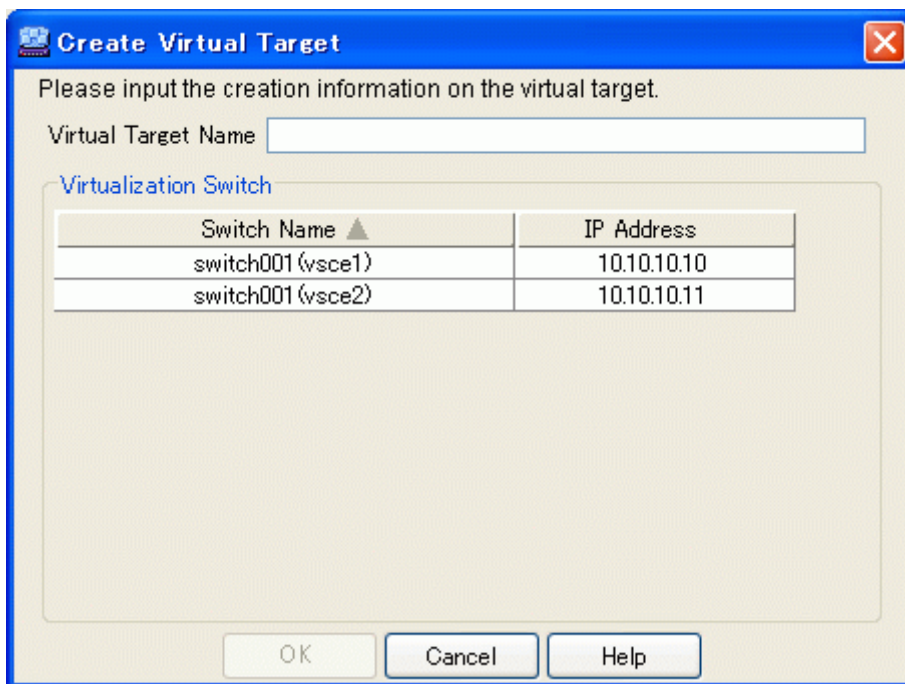 Create Virtual Target
Please input the creation information on the virtual target.
Virtual Target Name
Virtualization Switch
Switch Name IP Address
switch001(vsce1) 10.10.10.10
switch001(vsce2) 10.10.10.11
OK Cancel Help